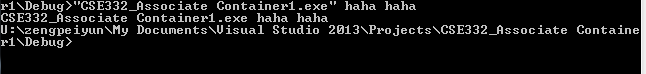 r1\Debug>"CSE332_Associate Container1.exe" haha haha
CSE332_Associate Container1.exe haha haha
U:\zengpeiyun\My Documents\Visual Studio 2013\Projects\CSE332_Associate Containe
r1\Debug>